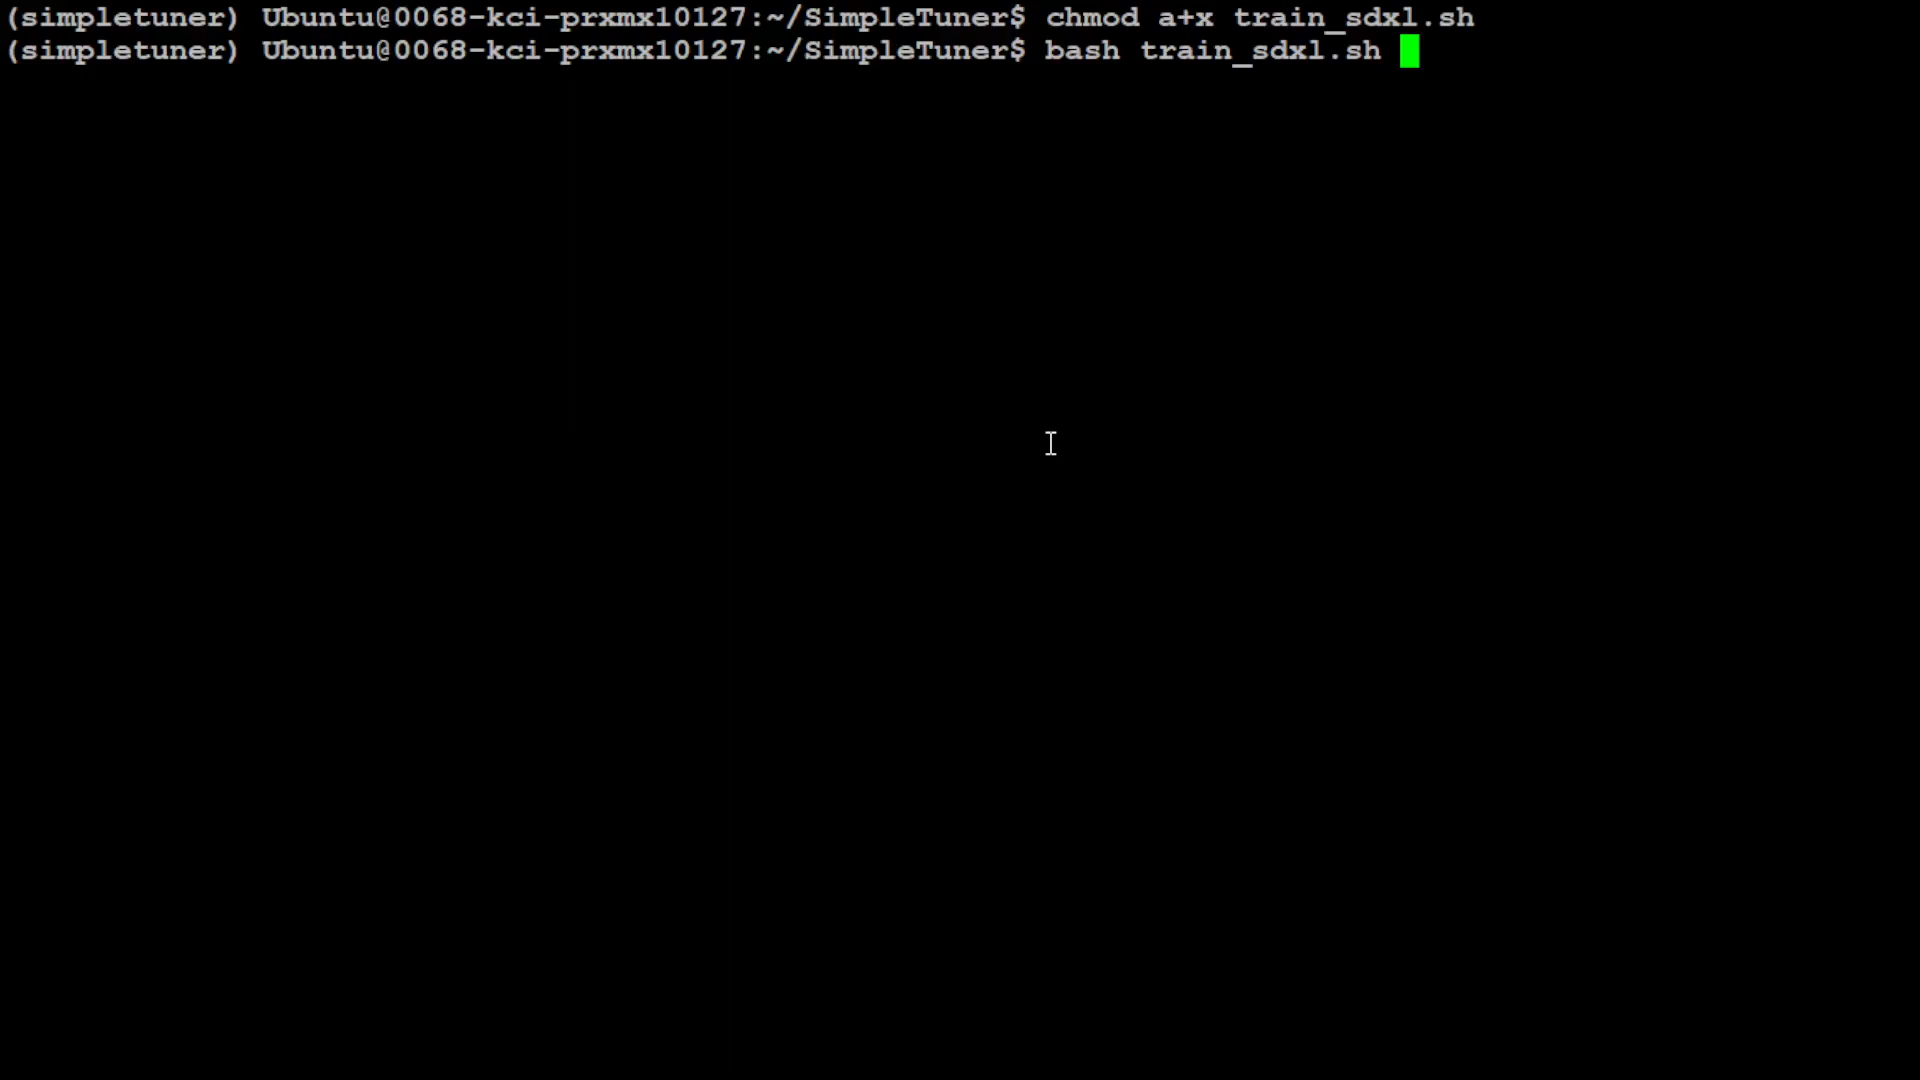 (simpletuner) Ubuntu@0068-kci-prxmx10127:~/SimpleTuner$ chmod a+x train_sdxl.sh
(simpletuner) Ubuntu@0068-kci-prxmx10127:~/SimpleTuner$ bash train_sdxl.sh